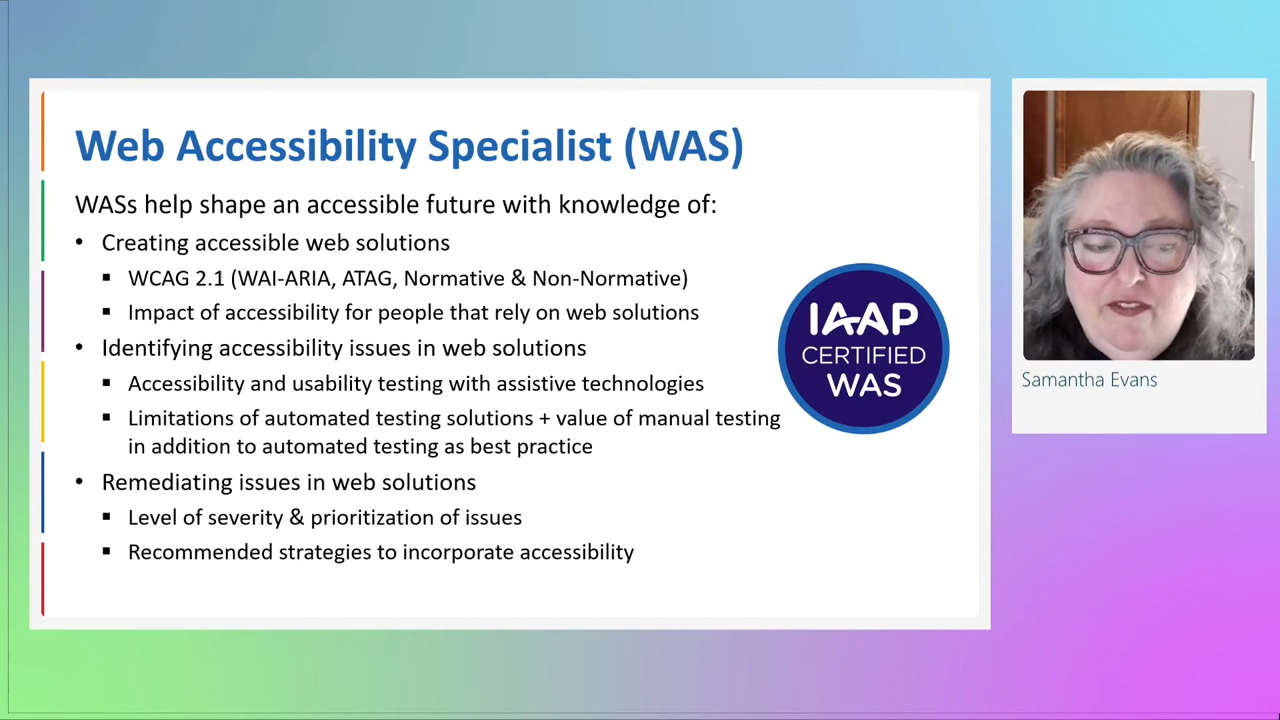 Web Accessibility Specialist (WAS)
WASs help shape an accessible future with knowledge of:
• Creating accessible web solutions
▪ WCAG 2.1 (WAI-ARIA, ATAG, Normative & Non-Normative)
▪ Impact of accessibility for people that rely on web solutions
• Identifying accessibility issues in web solutions
▪ Accessibility and usability testing with assistive technologies
▪ Limitations of automated testing solutions + value of manual testing
in addition to automated testing as best practice
• Remediating issues in web solutions
▪ Level of severity & prioritization of issues
▪ Recommended strategies to incorporate accessibility
IAAP
CERTIFIED
WAS
Samantha Evans